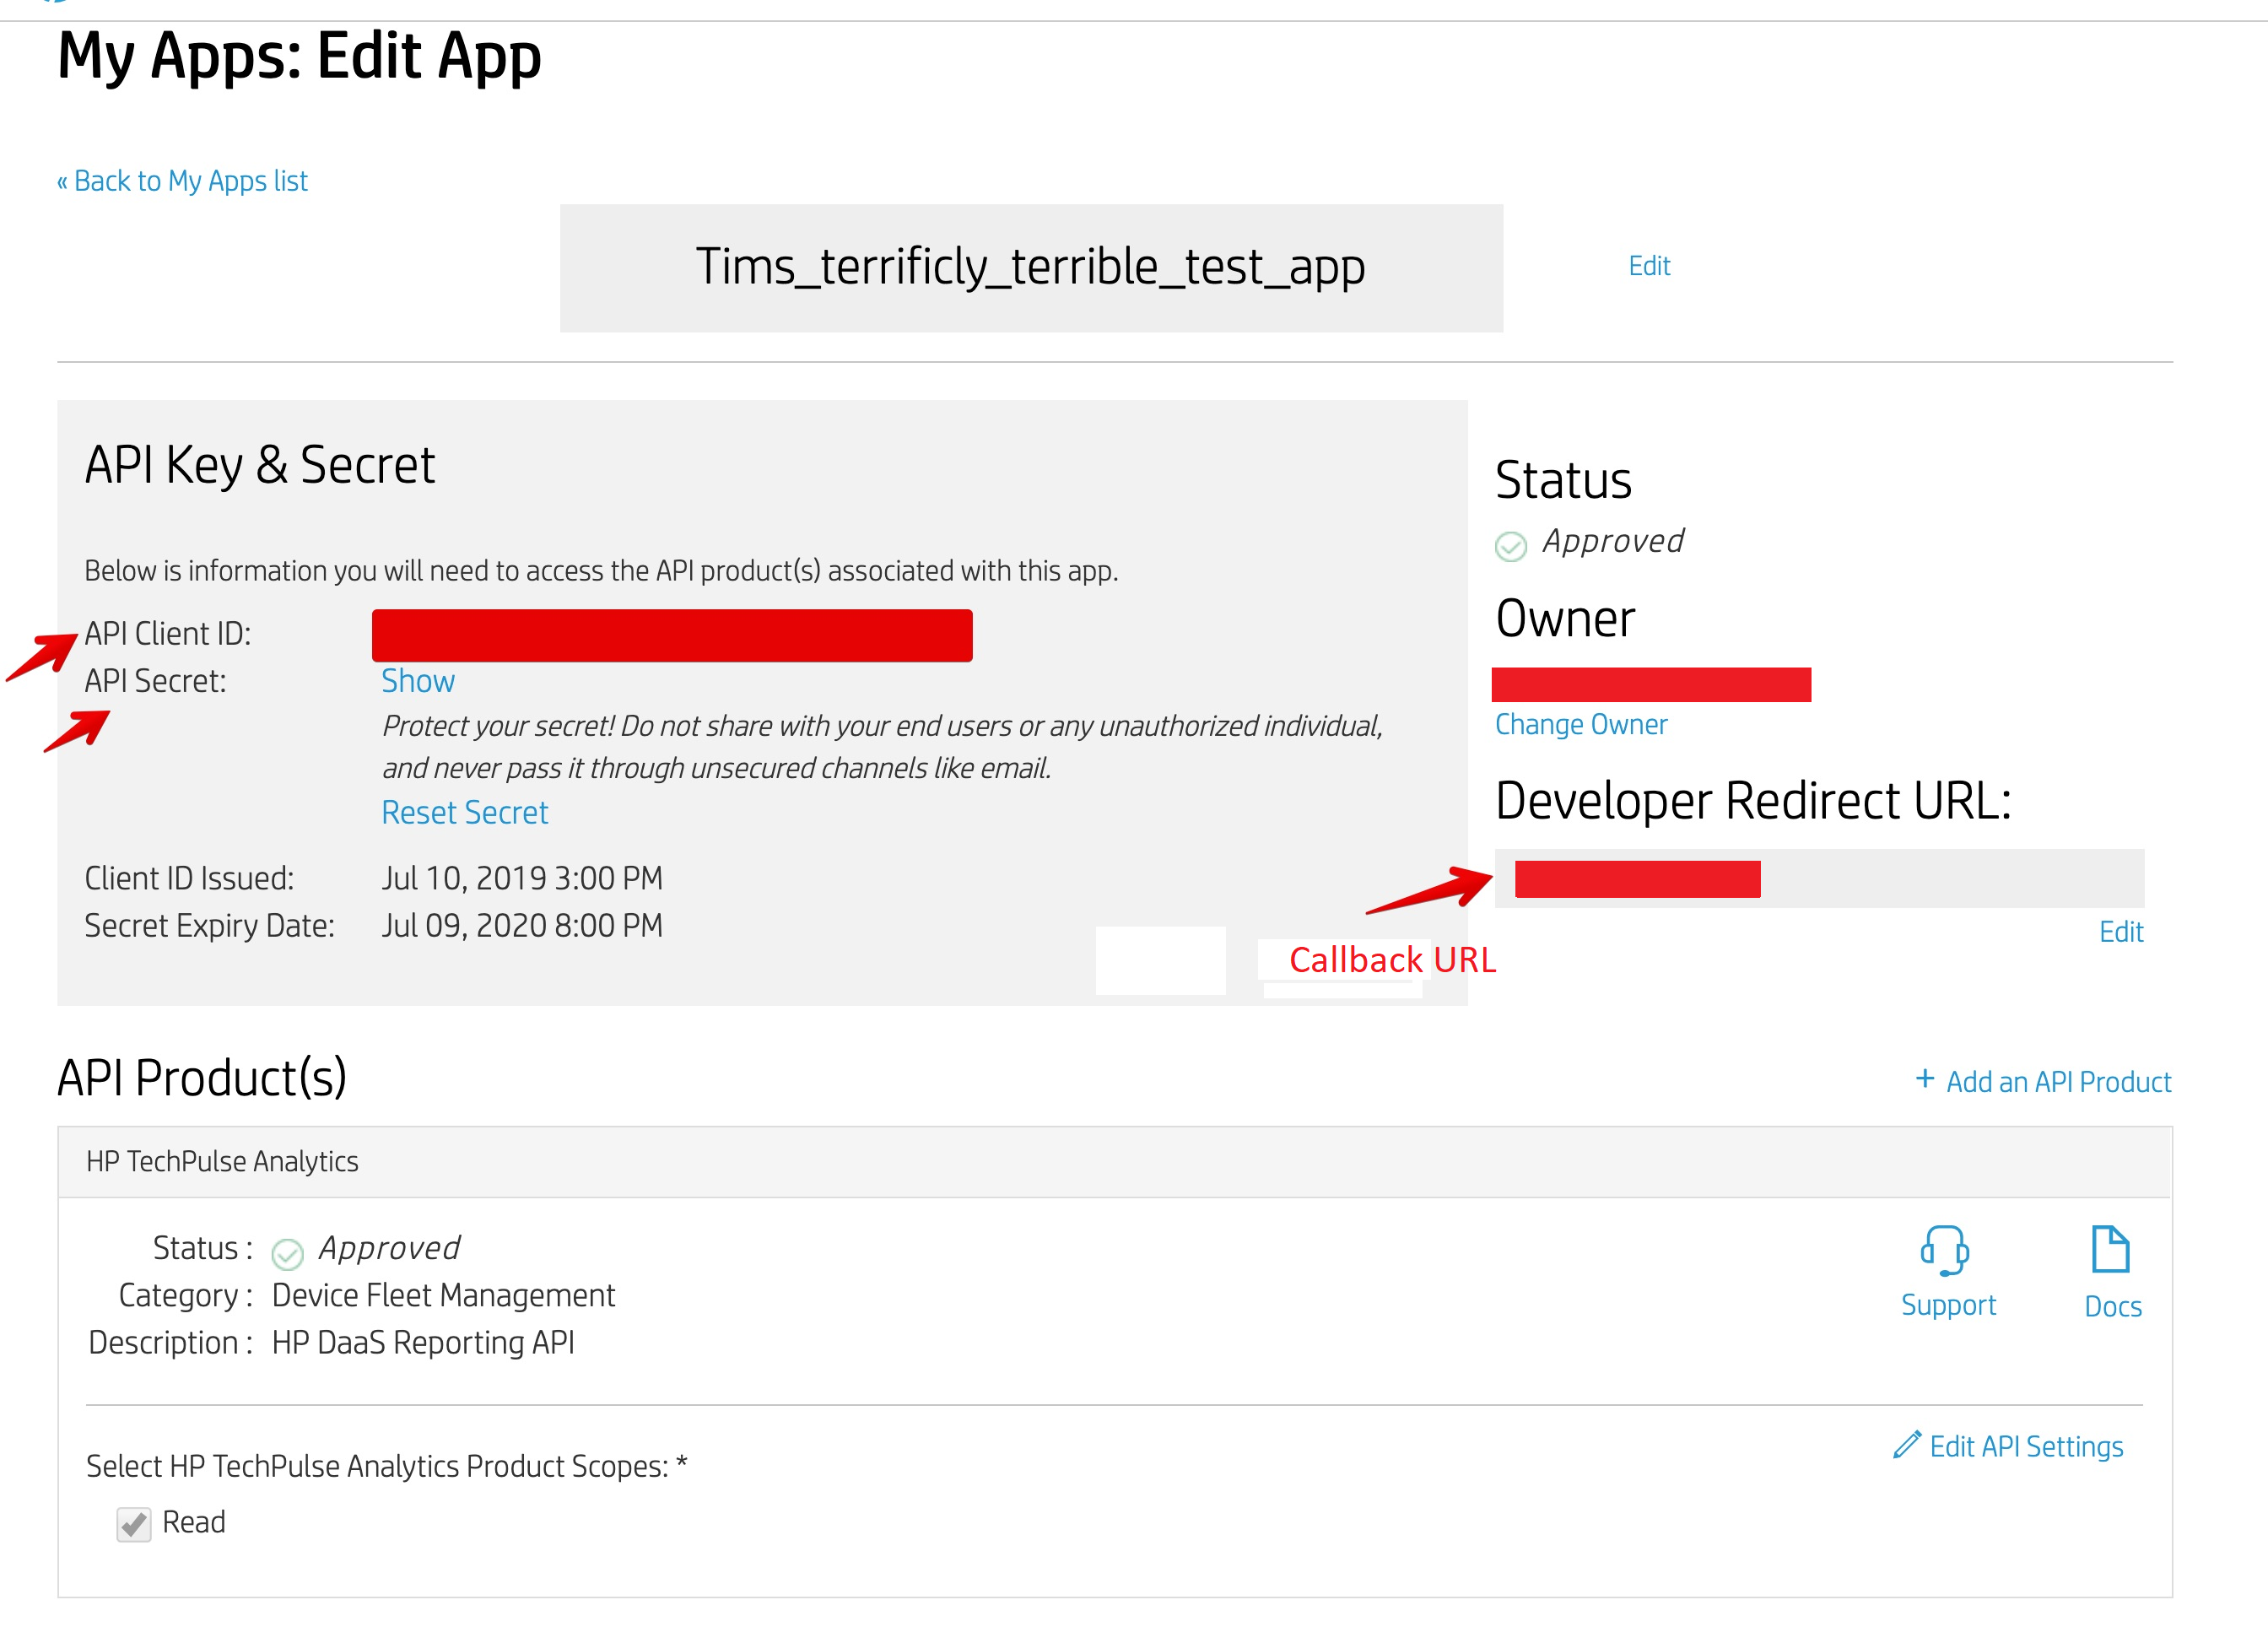 My Apps: Edit App
« Back to My Apps list
Tims_terrificly_terrible_test_app
Edit
API Key & Secret
Below is information you will need to access the API product(s) associated with this app.
API Client ID:
API Secret:
Show
Protect your secret! Do not share with your end users or any unauthorized individual,
and never pass it through unsecured channels like email.
Reset Secret
Client ID Issued: Jul 10, 2019 3:00 PM
Secret Expiry Date: Jul 09, 2020 8:00 PM
Status
Approved
Owner
Change Owner
Developer Redirect URL:
Edit
Callback URL
API Product(s)
+ Add an API Product
HP TechPulse Analytics
Status : Approved
Category : Device Fleet Management
Description : HP DaaS Reporting API
Support
Docs
Edit API Settings
Select HP TechPulse Analytics Product Scopes: *
Read